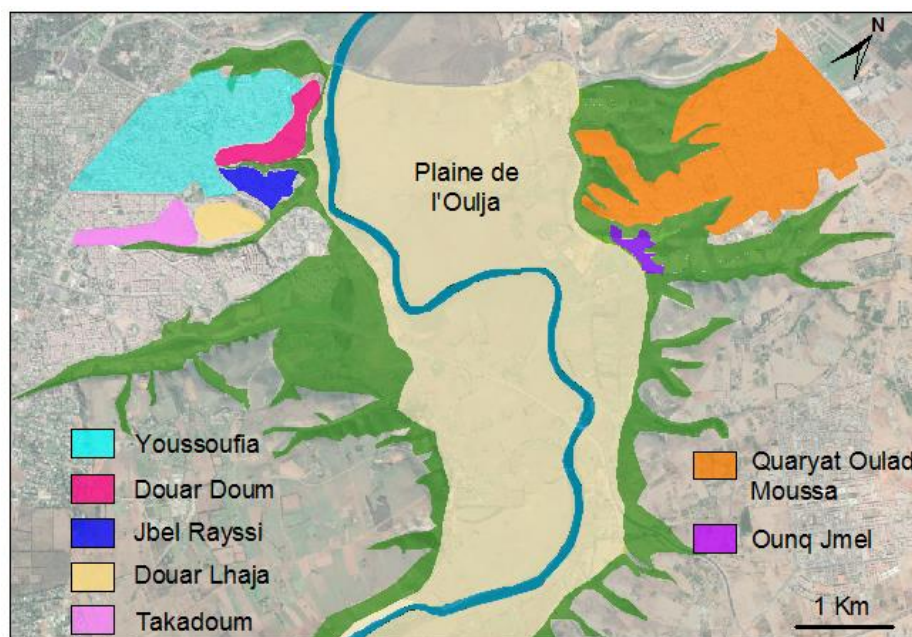 N
Plaine de
l'Oulja
Youssoufia
Douar Doum
Jbel Rayssi
Douar Lhaja
Takadoum
Quaryat Oulad
Moussa
Ounq Jmel
1 Km